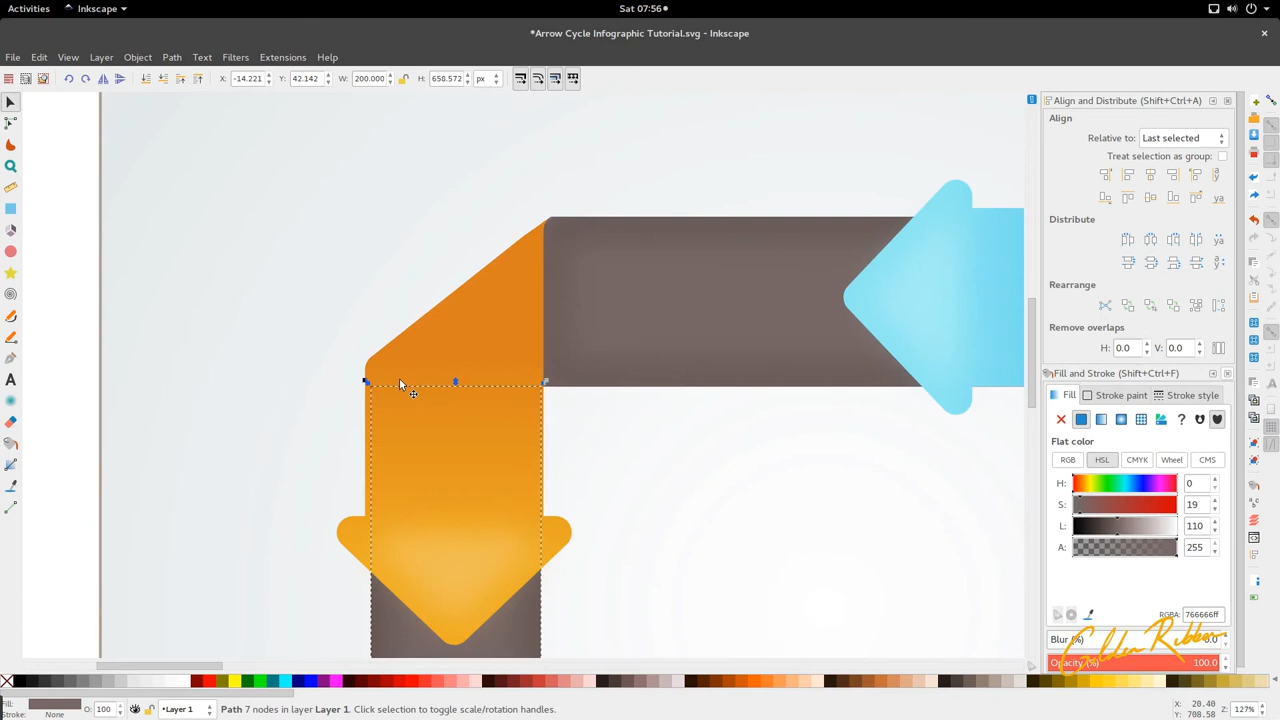 Activities Inkscape Sat 07:56
*Arrow Cycle Infographic Tutorial.svg - Inkscape
File Edit View Layer Object Path Text Filters Extensions Help
X: -14.221 Y: 42.142 W: 200.000 H: 658.572 px
Align and Distribute (Shift+Ctrl+A)
Align
Relative to: Last selected
Treat selection as group:
Distribute
Rearrange
Remove overlaps
H: 0.0 V: 0.0
Fill and Stroke (Shift+Ctrl+F)
Fill Stroke paint Stroke style
Flat color
RGB HSL CMYK Wheel CMS
H: 0
S: 19
L: 110
A: 255
RGBA: 766666ff
Golden Ribbon
Blur (%) 0.0
Opacity (%) 100.0
Fill: O: 100 •Layer 1 Path 7 nodes in layer Layer 1. Click selection to toggle scale/rotation handles. X: 20.40 Z: 127%
Stroke: None Y: 708.58